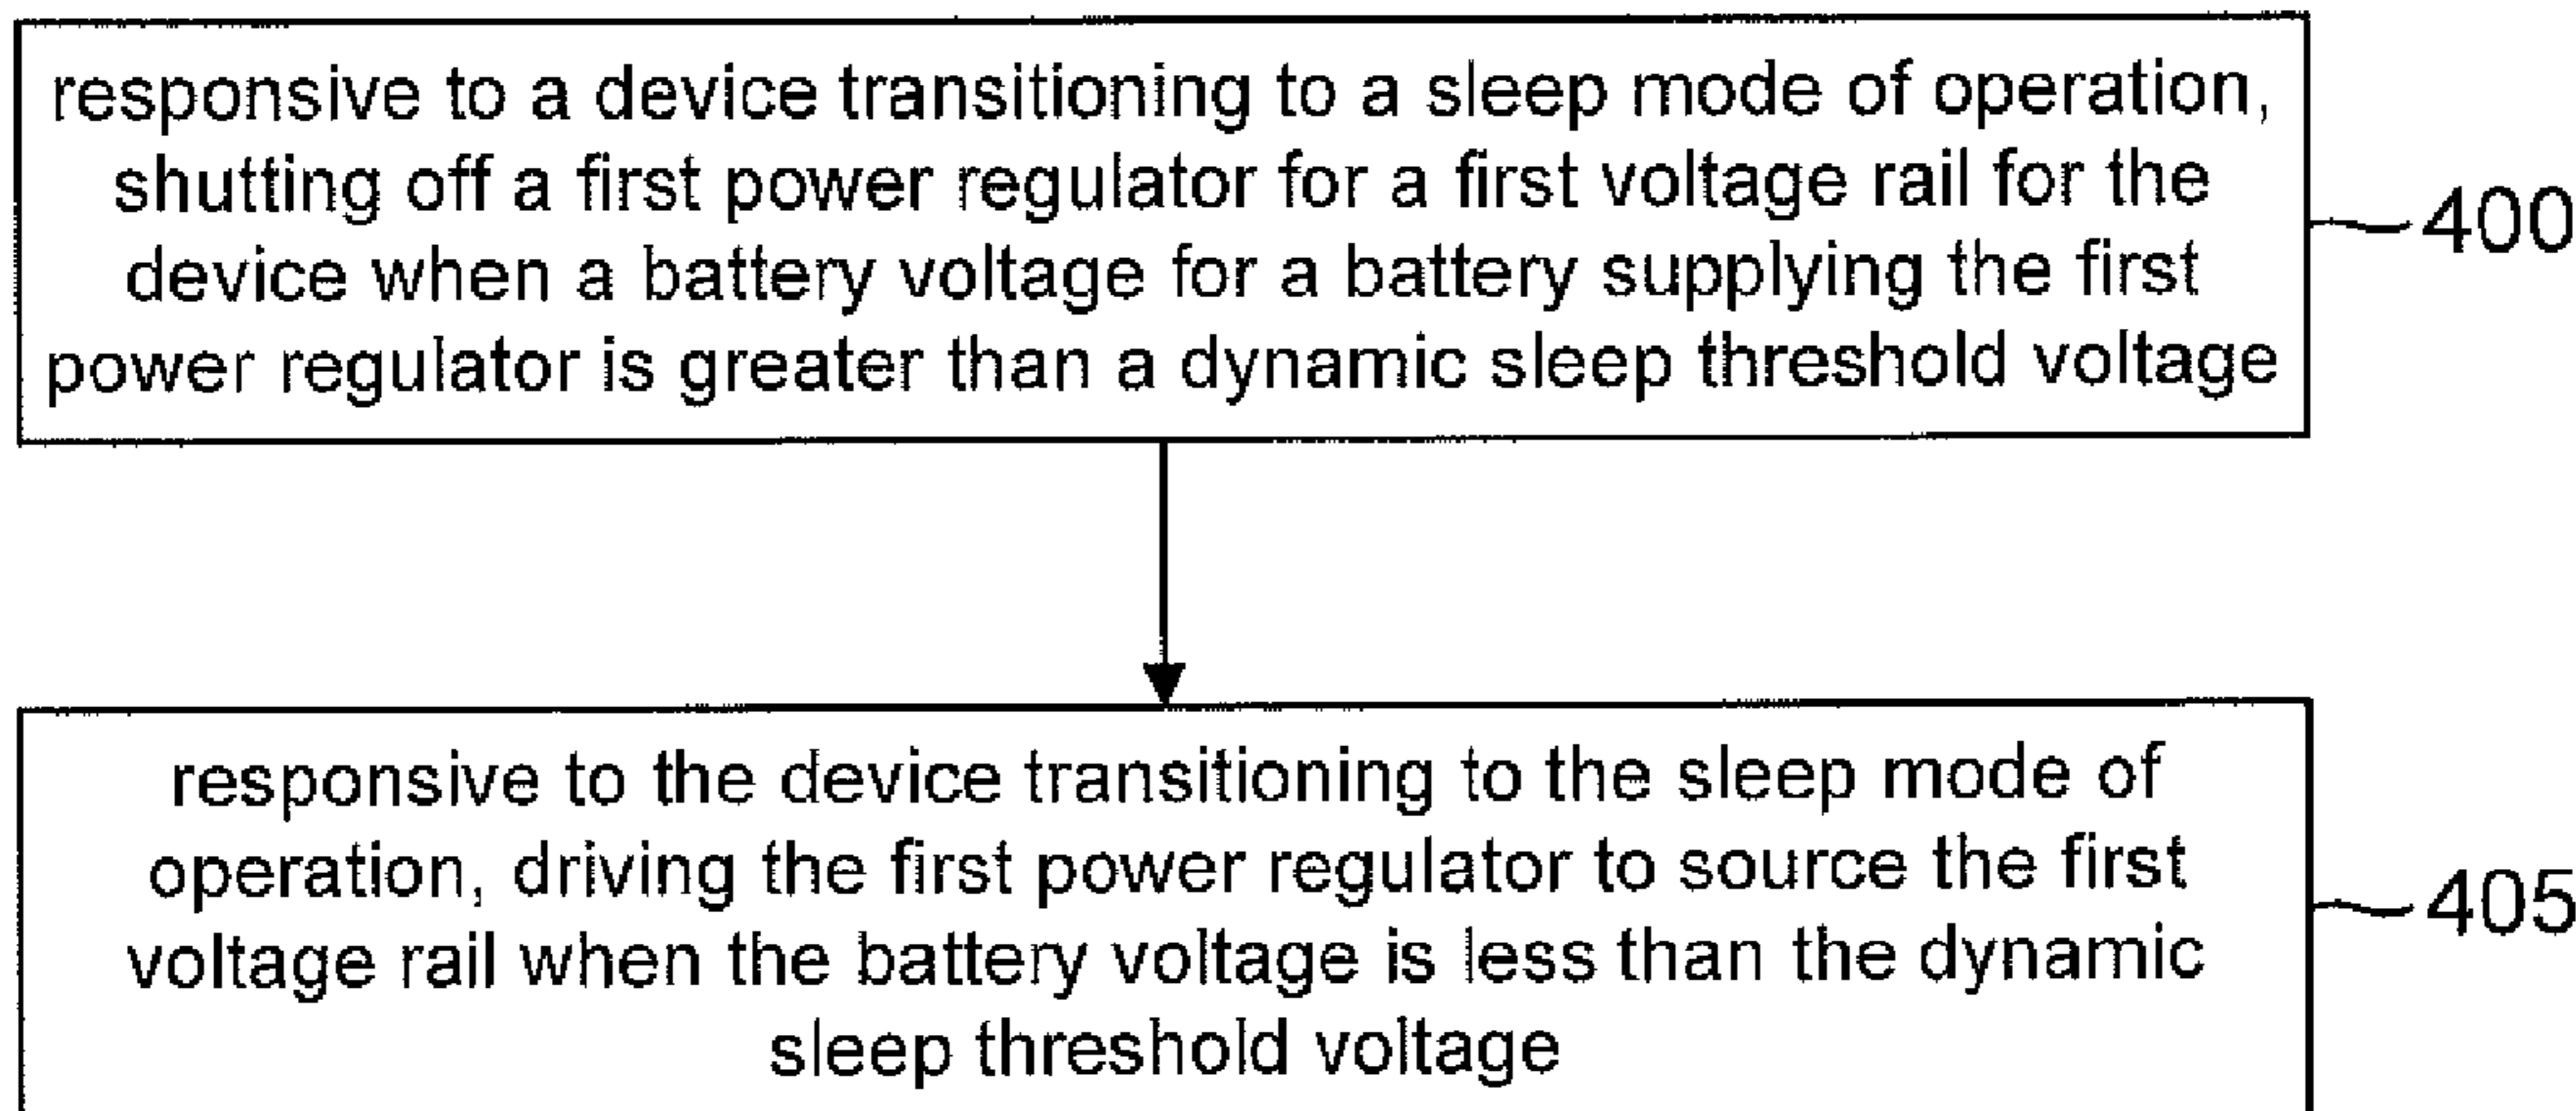 responsive to a device transitioning to a sleep mode of operation,
shutting off a first power regulator for a first voltage rail for the
device when a battery voltage for a battery supplying the first
power regulator is greater than a dynamic sleep threshold voltage
400
responsive to the device transitioning to the sleep mode of
operation, driving the first power regulator to source the first
voltage rail when the battery voltage is less than the dynamic
sleep threshold voltage
405